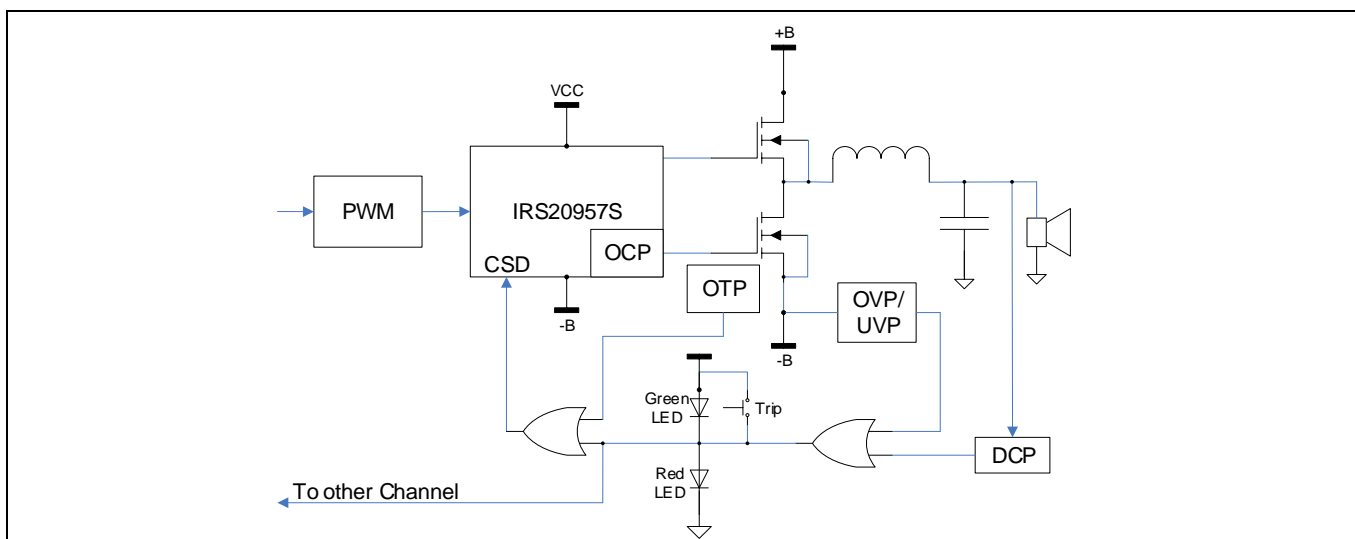 +B
VCC
PWM
IRS20957S
OCP
CSD
OTP
OVP/
UVP
-B
-B
Green
LED
Trip
Red
LED
DCP
To other Channel